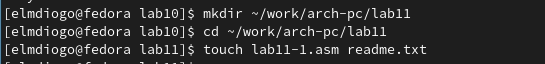 [elmdiogo@fedora lab10]$ mkdir ~/work/arch-pc/lab11
[elmdiogo@fedora lab10]$ cd ~/work/arch-pc/lab11
[elmdiogo@fedora lab11]$ touch lab11-1.asm readme.txt